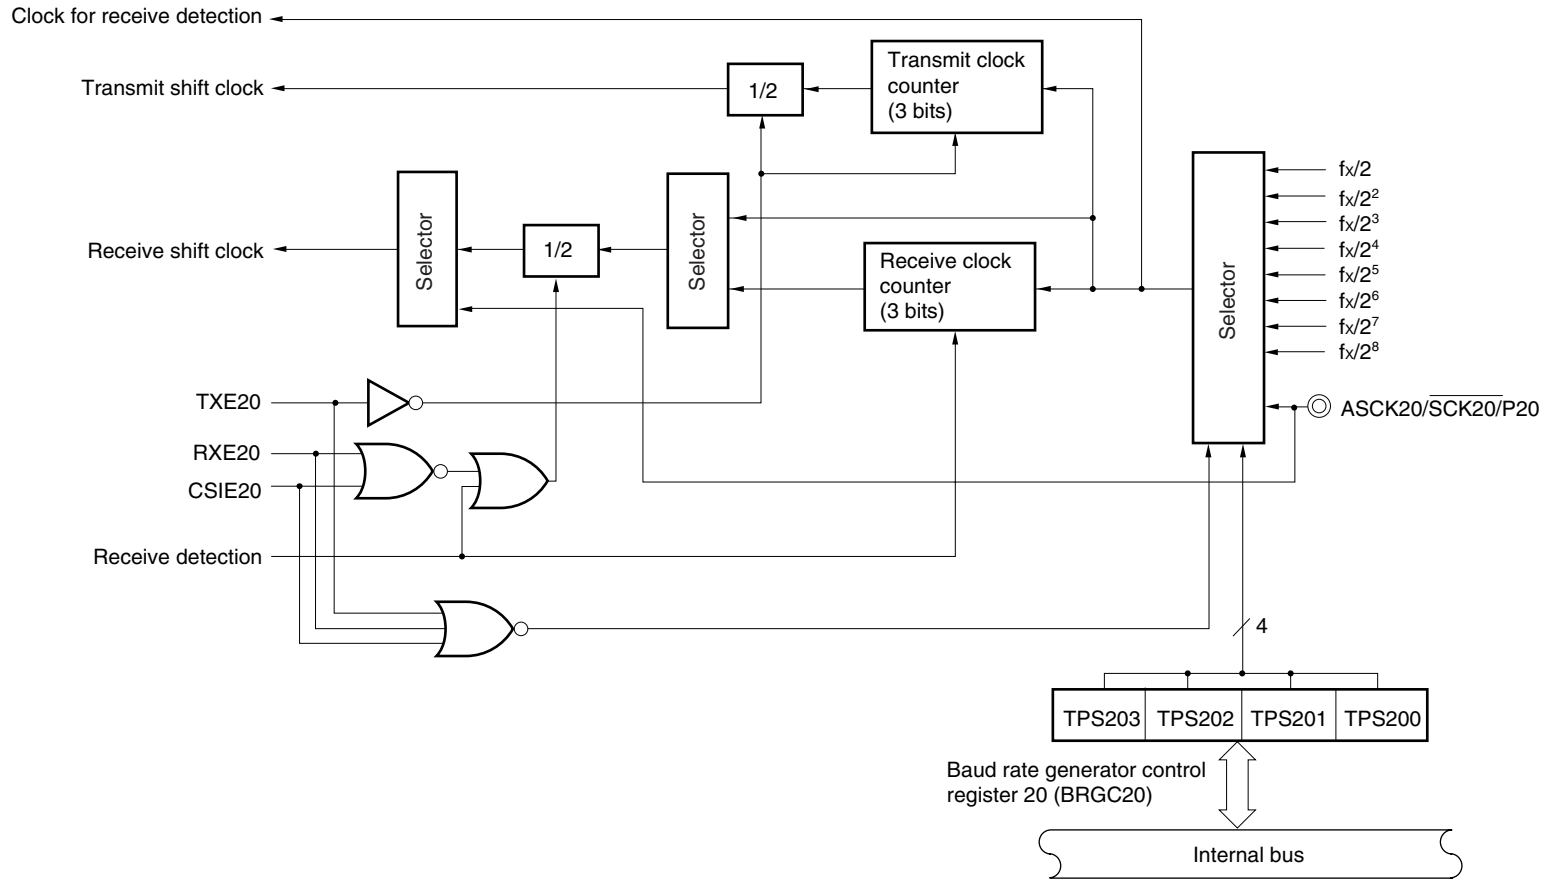 Clock for receive detection
Transmit shift clock
1/2
Transmit clock
counter
(3 bits)
fx/2
fx/2²
fx/2³
fx/2⁴
fx/2⁵
fx/2⁶
fx/2⁷
fx/2⁸
Receive shift clock
Selector
1/2
Selector
Receive clock
counter
(3 bits)
Selector
TXE20
ASCK20/S̅C̅K̅2̅0̅/P20
RXE20
CSIE20
Receive detection
4
TPS203 TPS202 TPS201 TPS200
Baud rate generator control
register 20 (BRGC20)
Internal bus